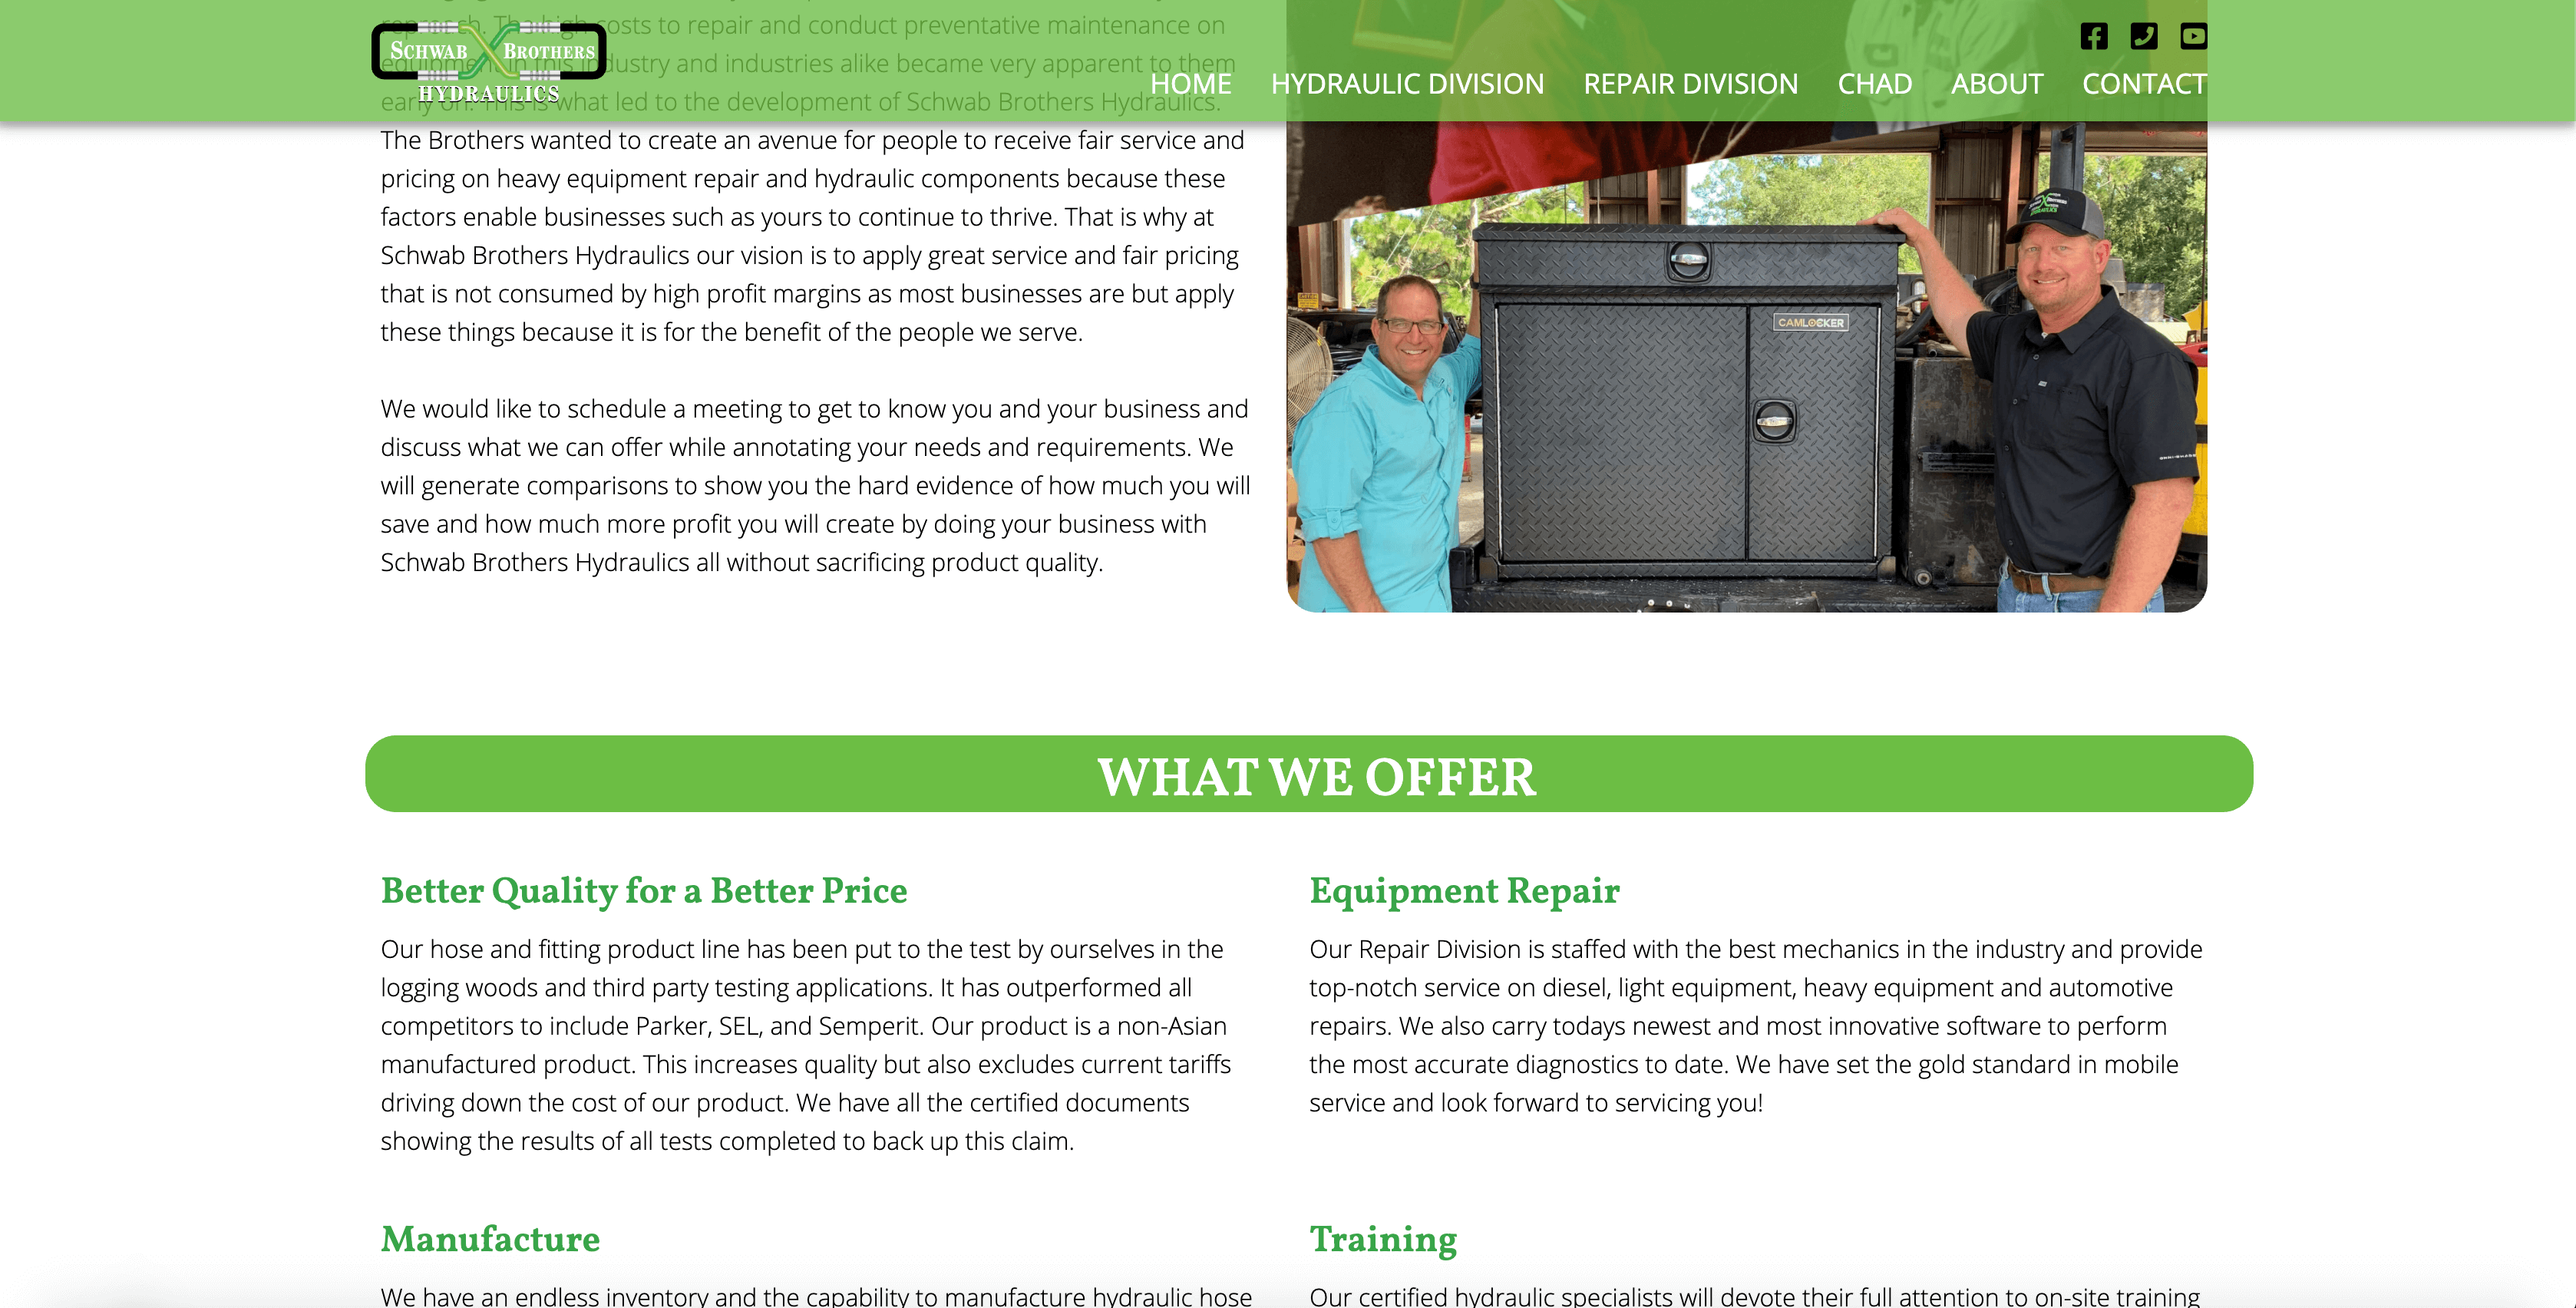 reproach. The high costs to repair and conduct preventative maintenance on
equipment in this industry and industries alike became very apparent to them
early on. This is what led to the development of Schwab Brothers Hydraulics.
SCHWAB BROTHERS
HYDRAULICS
HOME HYDRAULIC DIVISION REPAIR DIVISION CHAD ABOUT CONTACT
The Brothers wanted to create an avenue for people to receive fair service and
pricing on heavy equipment repair and hydraulic components because these
factors enable businesses such as yours to continue to thrive. That is why at
Schwab Brothers Hydraulics our vision is to apply great service and fair pricing
that is not consumed by high profit margins as most businesses are but apply
these things because it is for the benefit of the people we serve.
We would like to schedule a meeting to get to know you and your business and
discuss what we can offer while annotating your needs and requirements. We
will generate comparisons to show you the hard evidence of how much you will
save and how much more profit you will create by doing your business with
Schwab Brothers Hydraulics all without sacrificing product quality.
CAMLOCKER
WHAT WE OFFER
Better Quality for a Better Price
Our hose and fitting product line has been put to the test by ourselves in the
logging woods and third party testing applications. It has outperformed all
competitors to include Parker, SEL, and Semperit. Our product is a non-Asian
manufactured product. This increases quality but also excludes current tariffs
driving down the cost of our product. We have all the certified documents
showing the results of all tests completed to back up this claim.
Equipment Repair
Our Repair Division is staffed with the best mechanics in the industry and provide
top-notch service on diesel, light equipment, heavy equipment and automotive
repairs. We also carry todays newest and most innovative software to perform
the most accurate diagnostics to date. We have set the gold standard in mobile
service and look forward to servicing you!
Manufacture
We have an endless inventory and the capability to manufacture hydraulic hose
Training
Our certified hydraulic specialists will devote their full attention to on-site training